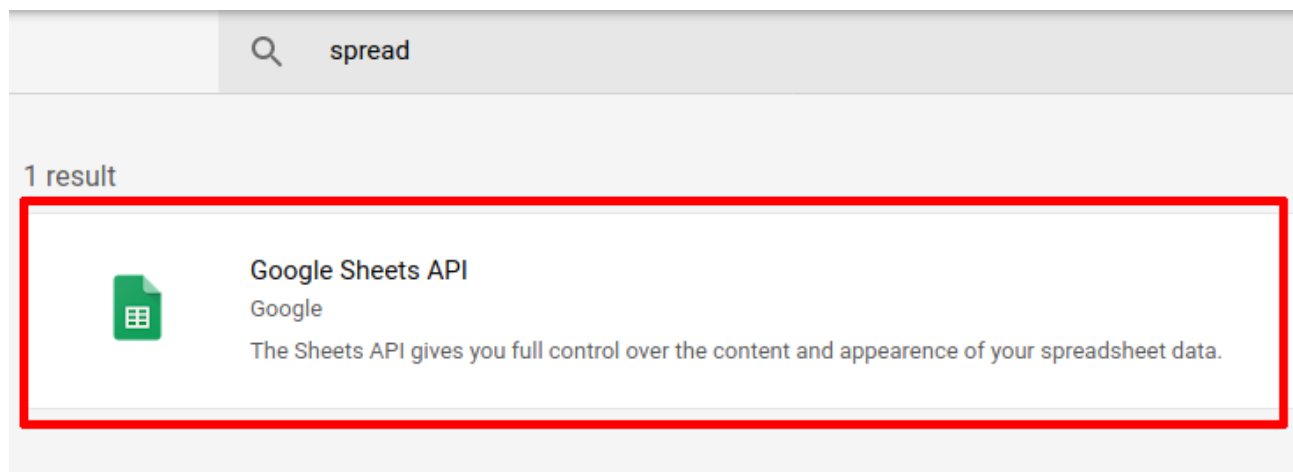 spread
1 result
Google Sheets API
Google
The Sheets API gives you full control over the content and appearence of your spreadsheet data.